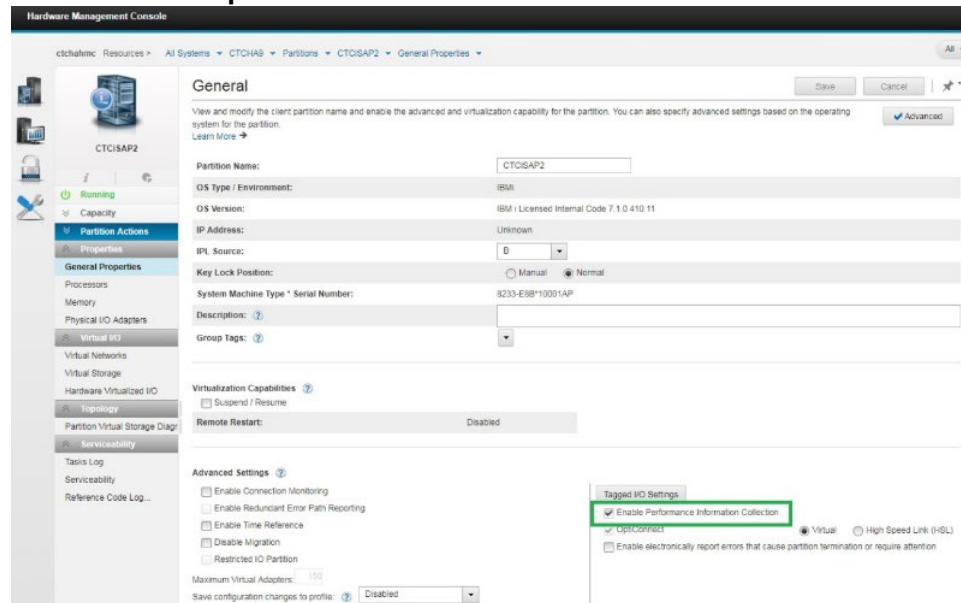 Hardware Management Console
ctchahmc Resources > All Systems CTCHA9 Partitions CTCiSAP2 General Properties
All
General
Save Cancel
View and modify the client partition name and enable the advanced and virtualization capability for the partition. You can also specify advanced settings based on the operating
system for the partition.
Learn More
Advanced
CTCiSAP2
Running
Capacity
Partition Actions
Properties
General Properties
Processors
Memory
Physical I/O Adapters
Virtual I/O
Virtual Networks
Virtual Storage
Hardware Virtualized I/O
Topology
Partition Virtual Storage Diagr
Serviceability
Tasks Log
Serviceability
Reference Code Log...
Partition Name: CTCiSAP2
OS Type / Environment: IBMi
OS Version: IBM i Licensed Internal Code 7.1.0 410 11
IP Address: Unknown
IPL Source: B
Key Lock Position: Manual Normal
System Machine Type * Serial Number: 8233-E8B*10001AP
Description: ?
Group Tags: ?
Virtualization Capabilities ?
Suspend / Resume
Remote Restart: Disabled
Advanced Settings ?
Enable Connection Monitoring
Enable Redundant Error Path Reporting
Enable Time Reference
Disable Migration
Restricted IO Partition
Maximum Virtual Adapters: 150
Save configuration changes to profile: ? Disabled
Tagged I/O Settings
Enable Performance Information Collection
OptiConnect Virtual High Speed Link (HSL)
Enable electronically report errors that cause partition termination or require attention